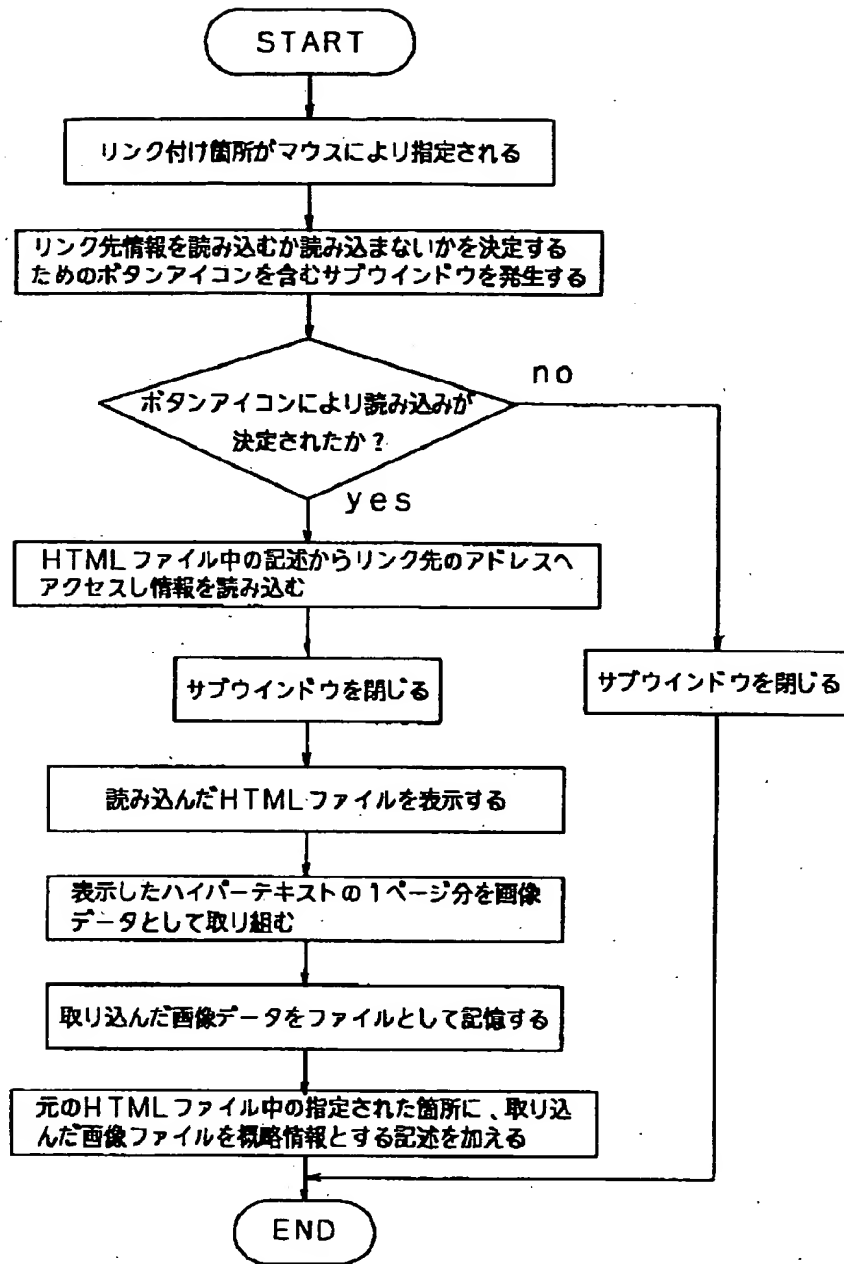 START
リンク付け箇所がマウスにより指定される
リンク先情報を読み込むか読み込まないかを決定する
ためのボタンアイコンを含むサブウインドウを発生する
no
ボタンアイコンにより読み込みが
決定されたか？
yes
HTMLファイル中の記述からリンク先のアドレスへ
アクセスし情報を読み込む
サブウインドウを閉じる
サブウインドウを閉じる
読み込んだHTMLファイルを表示する
表示したハイパーテキストの1ページ分を画像
データとして取り組む
取り込んだ画像データをファイルとして記憶する
元のHTMLファイル中の指定された箇所に、取り込
んだ画像ファイルを概略情報とする記述を加える
END